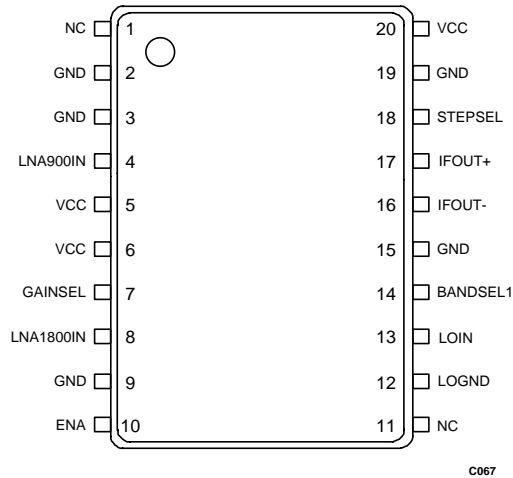 NC 1 20 VCC
GND 2 19 GND
GND 3 18 STEPSEL
LNA900IN 4 17 IFOUT+
VCC 5 16 IFOUT-
VCC 6 15 GND
GAINSEL 7 14 BANDSEL1
LNA1800IN 8 13 LOIN
GND 9 12 LOGND
ENA 10 11 NC
C067